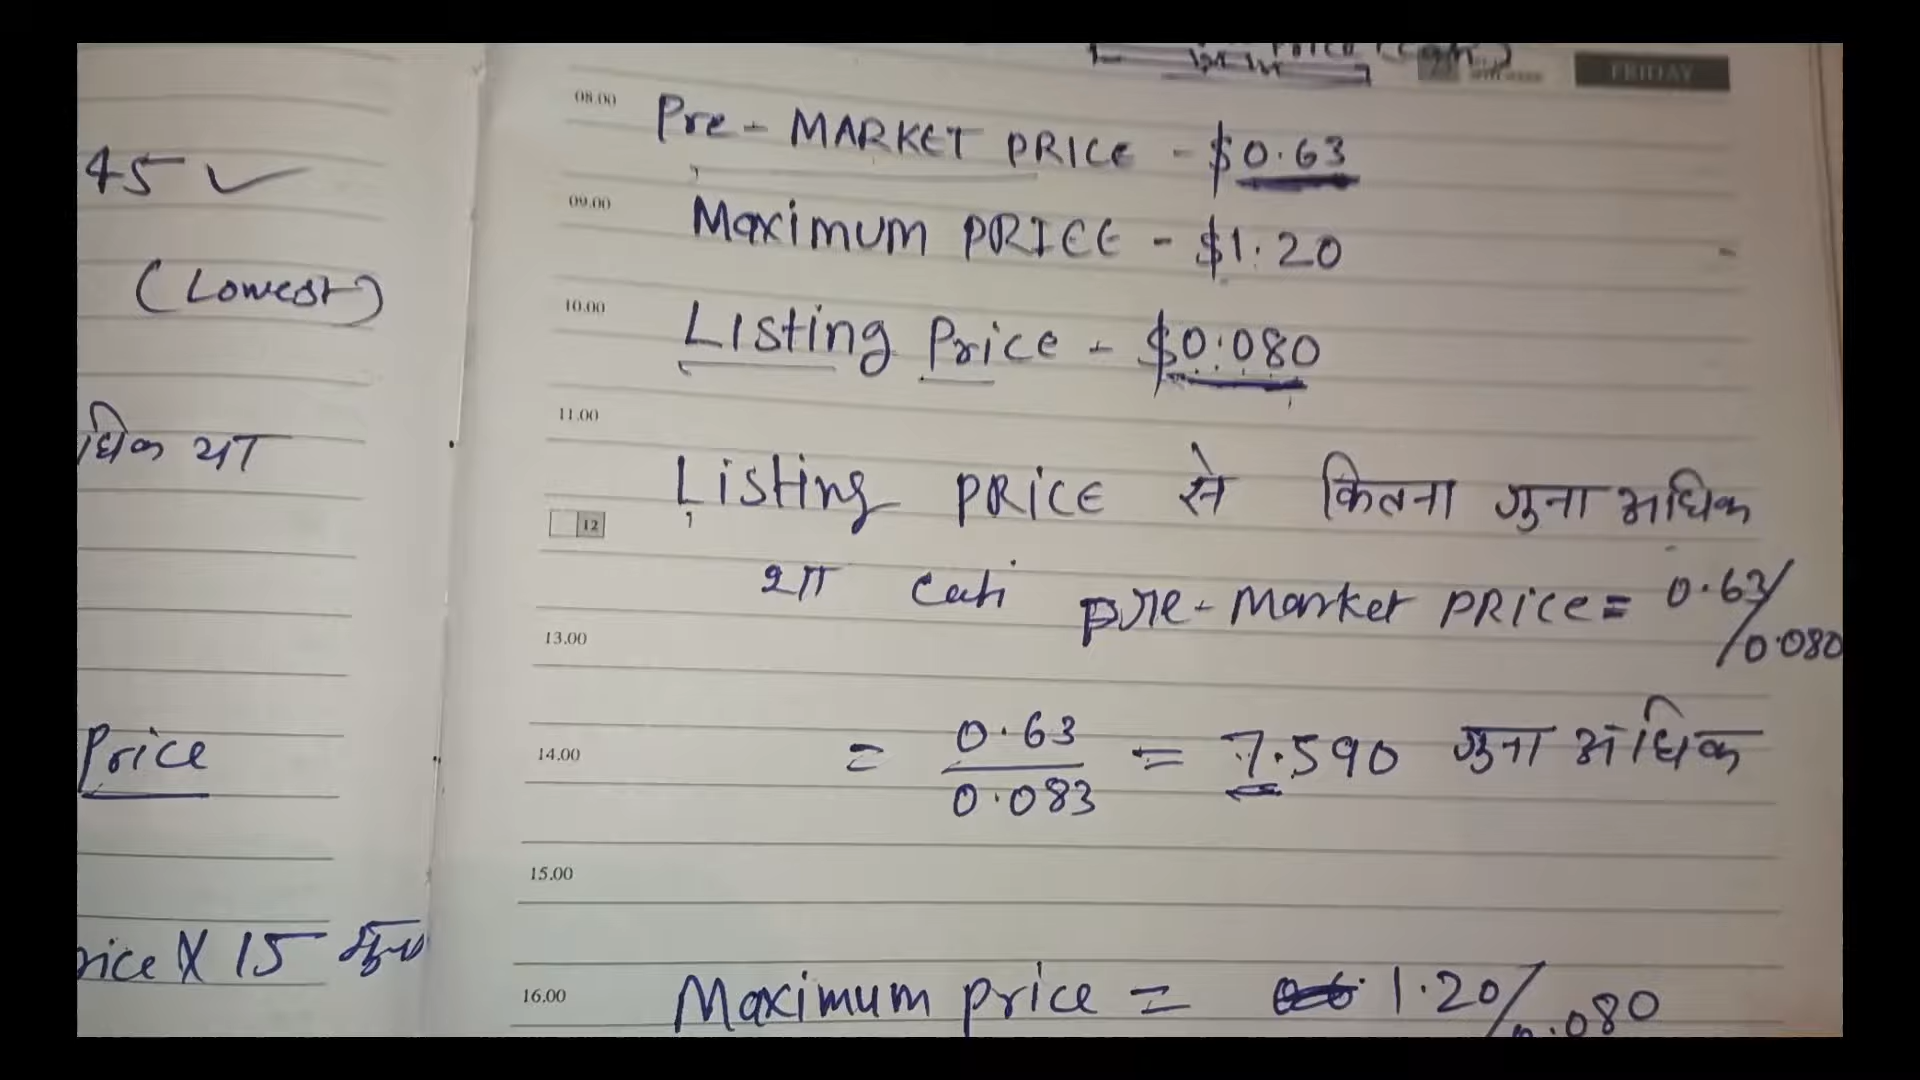 45 ✓
(Lowest)
धिक या
Price
rice X 15 गुना
FRIDAY
08.00 Pre - MARKET PRICE - $0.63
09.00 Maximum PRICE - $1.20
10.00 Listing Price - $0.080
11.00
Listing PRICE से कितना गुना अधिक
12
था Cati pre-Market PRICE = 0.63/0.080
13.00
14.00 = 0.63/0.083 = 7.590 गुना अधिक
15.00
16.00 Maximum price = 1.20/0.080